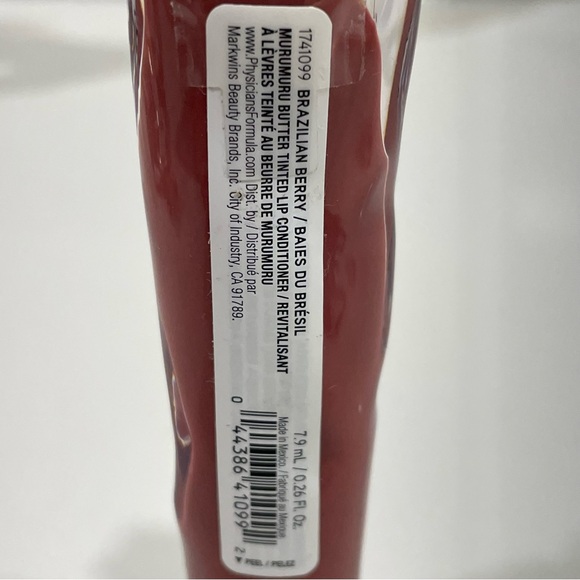 1741099 BRAZILIAN BERRY / BAIES DU BRÉSIL
MURUMURU BUTTER TINTED LIP CONDITIONER / REVITALISANT
À LÈVRES TEINTÉ AU BEURRE DE MURUMURU
www.PhysiciansFormula.com Dist. by / Distribué par
Markwins Beauty Brands, Inc. City of Industry, CA 91789.
7.9 mL / 0.26 Fl. Oz.
Made in Mexico. / Fabriqué au Mexique.
0 44386 41099 2
PEEL / PELEZ